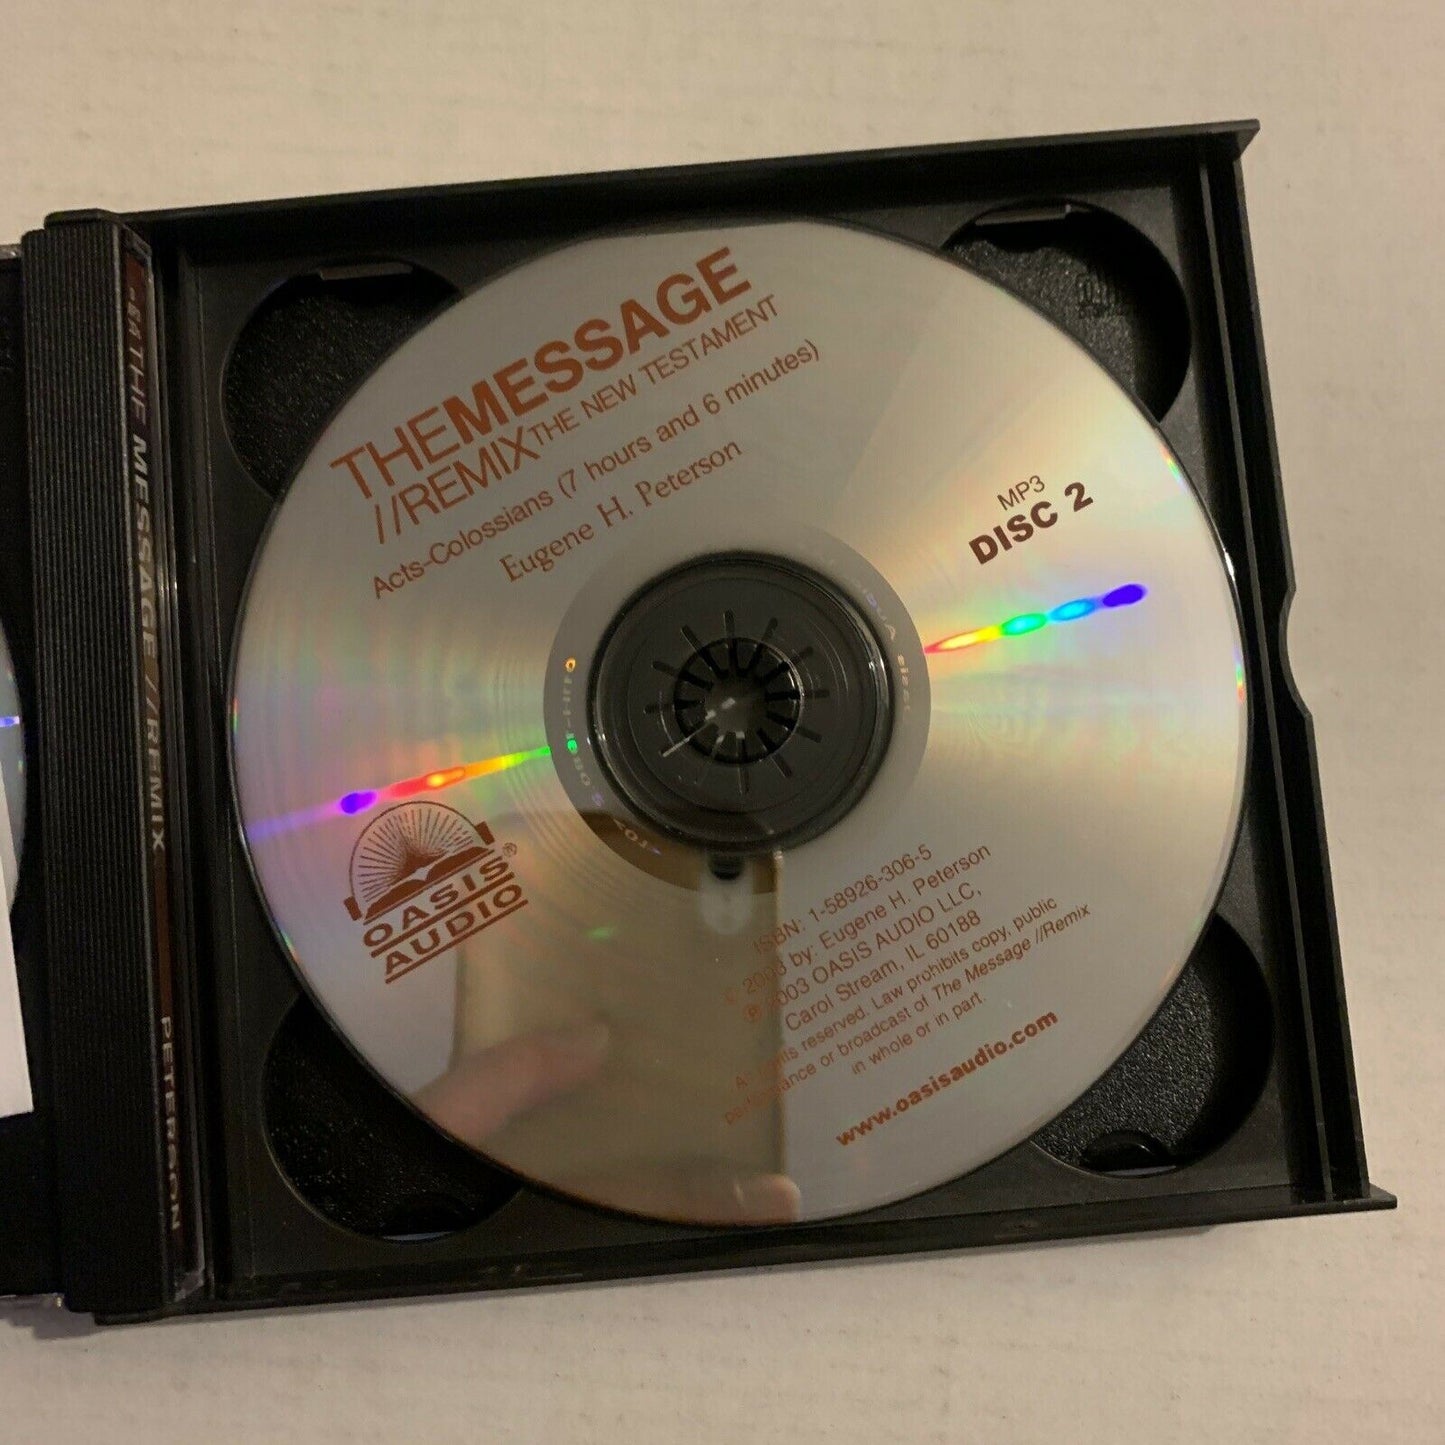 THEMESSAGE
//REMIX THE NEW TESTAMENT
Acts-Colossians (7 hours and 6 minutes)
Eugene H. Peterson
MP3
DISC 2
OASIS®
AUDIO
ISBN: 1-58926-306-5
© 2003 by: Eugene H. Peterson
℗ 2003 OASIS AUDIO LLC,
Carol Stream, IL 60188
All rights reserved. Law prohibits copy, public
performance or broadcast of The Message //Remix
in whole or in part.
www.oasisaudio.com
THE MESSAGE //REMIX PETERSON